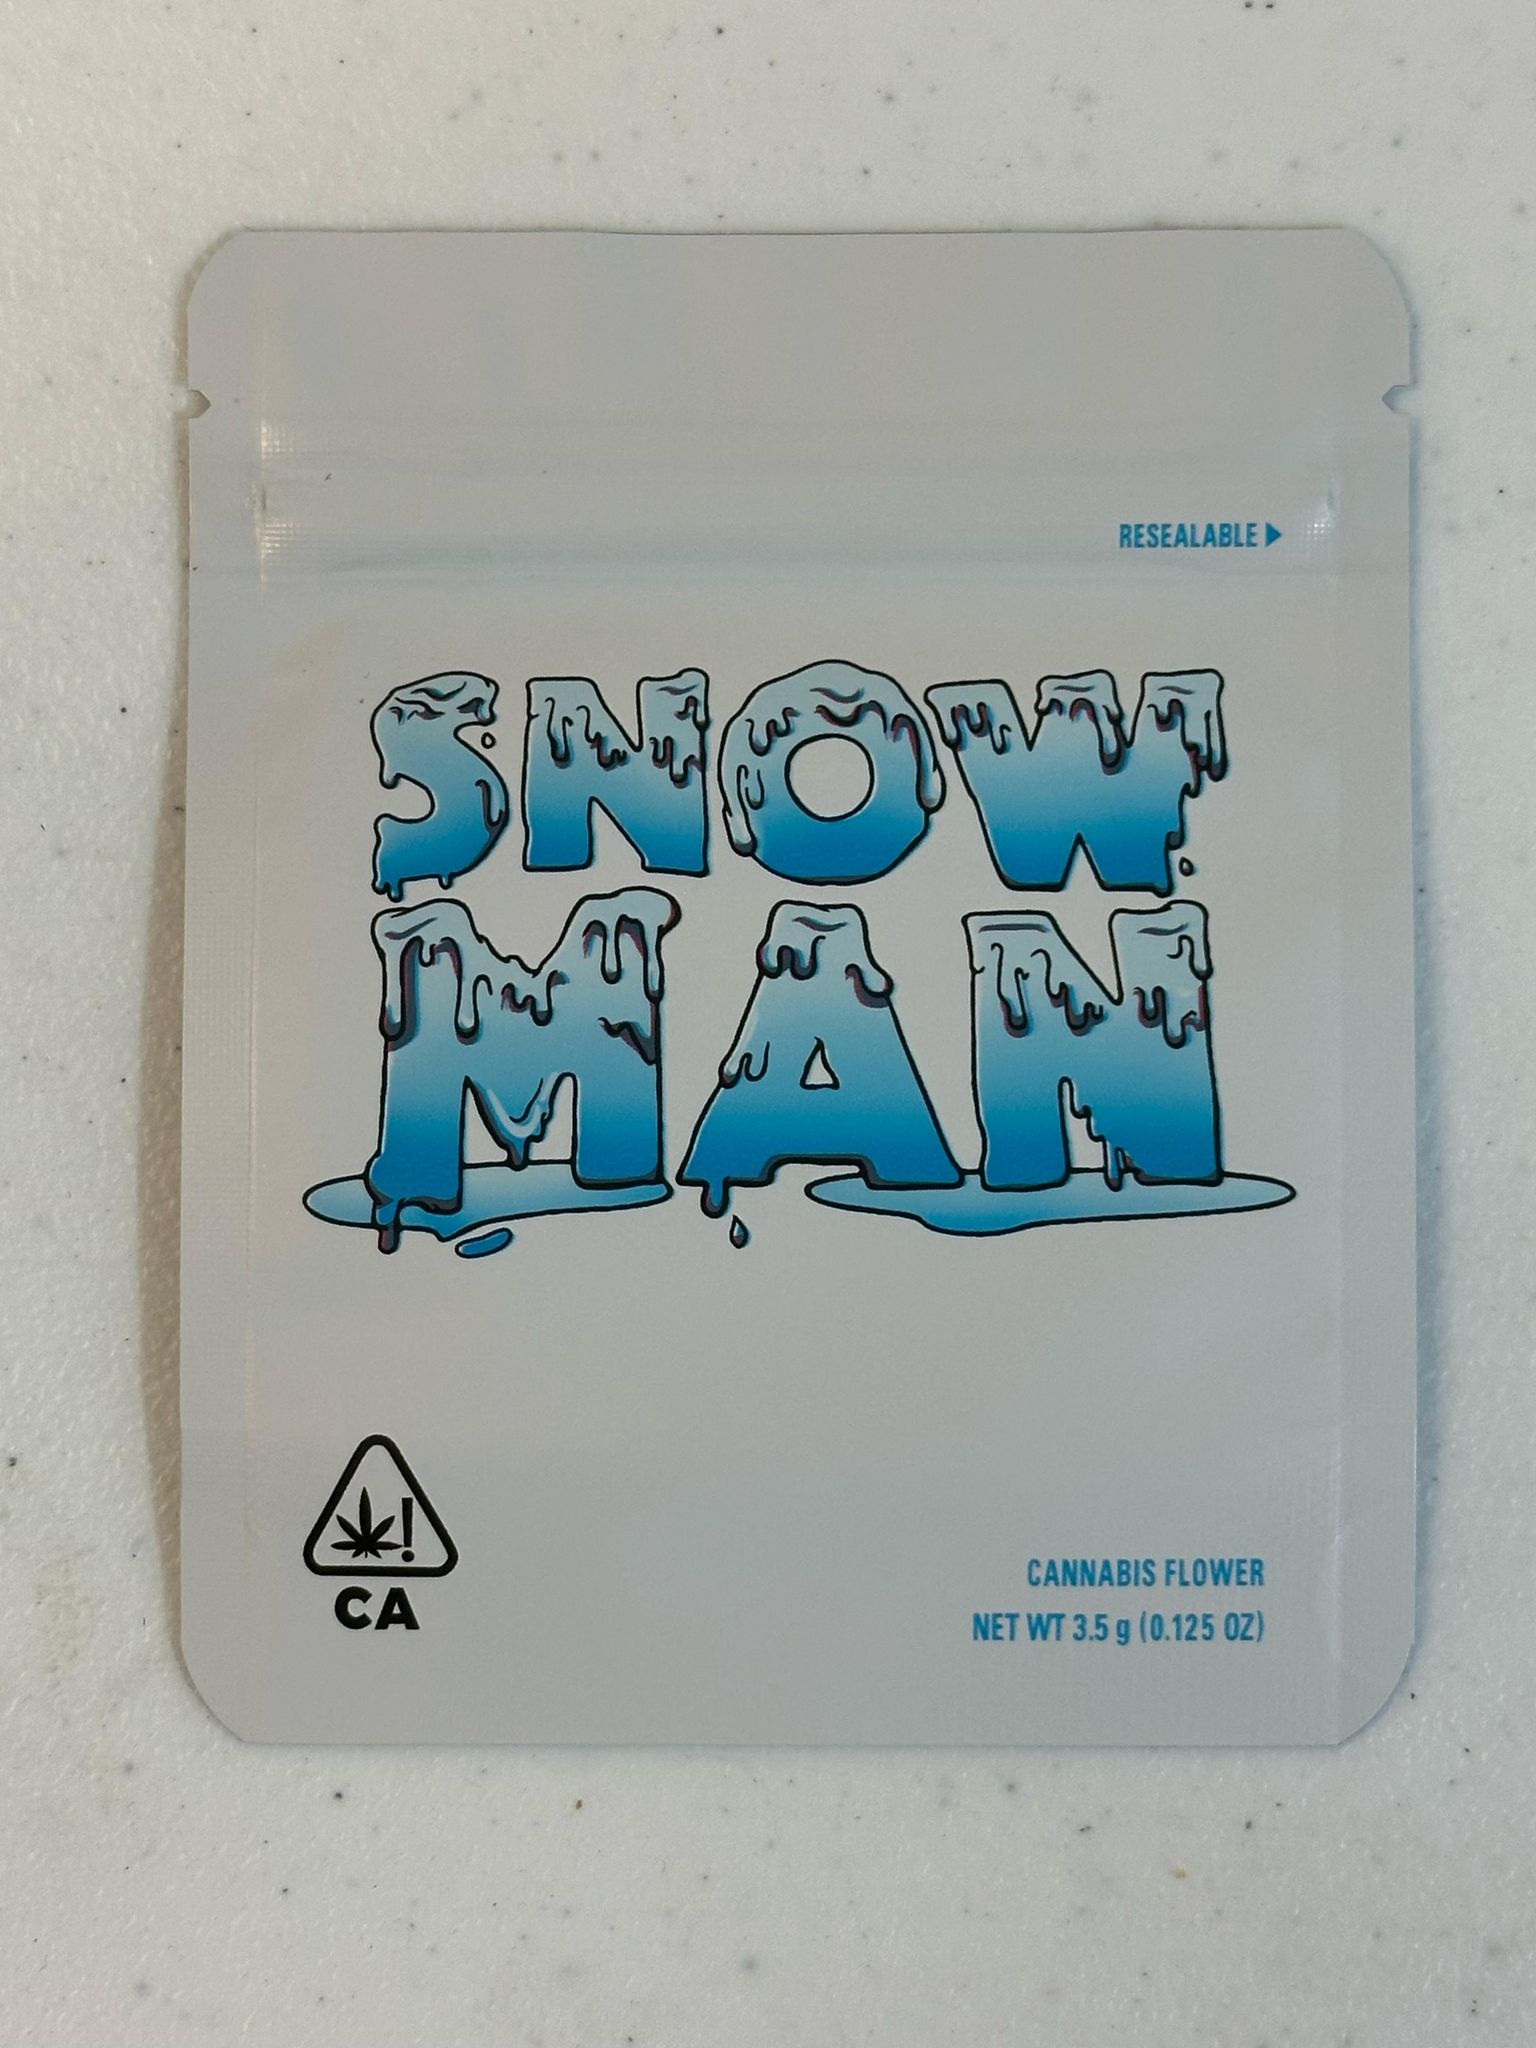 RESEALABLE
SNOW
MAN
CA
CANNABIS FLOWER
NET WT 3.5 g (0.125 OZ)